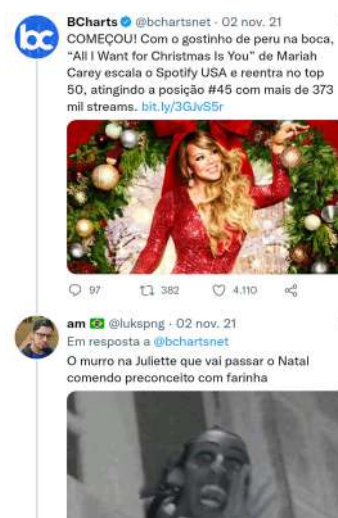 bc
BCharts @bchartsnet · 02 nov. 21
COMEÇOU! Com o gostinho de peru na boca,
“All I Want for Christmas Is You” de Mariah
Carey escala o Spotify USA e reentra no top
50, atingindo a posição #45 com mais de 373
mil streams. bit.ly/3GJvS5r
97 382 4.110
am @lukspng · 02 nov. 21
Em resposta a @bchartsnet
O murro na Juliette que vai passar o Natal
comendo preconceito com farinha